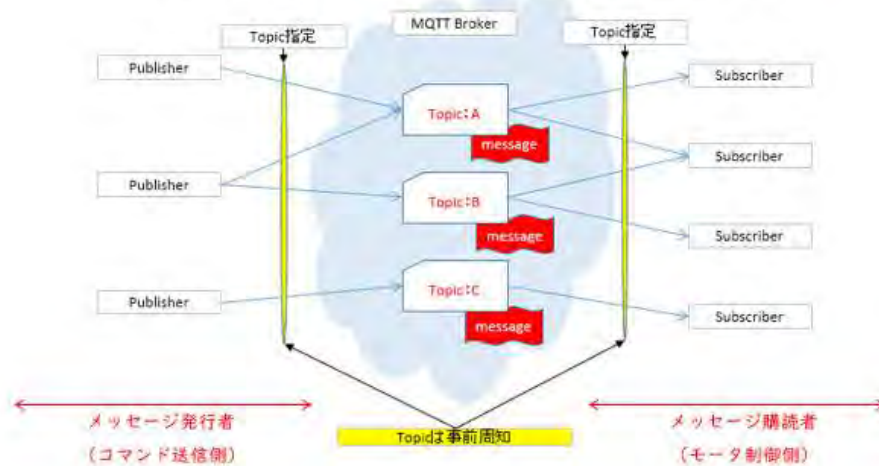 MQTT Broker
Topic指定
Topic指定
Publisher
Subscriber
Topic:A
message
Publisher
Subscriber
Topic:B
message
Subscriber
Publisher
Topic:C
Subscriber
message
メッセージ発行者
(コマンド送信側)
Topicは事前周知
メッセージ購読者
(モータ制御側)